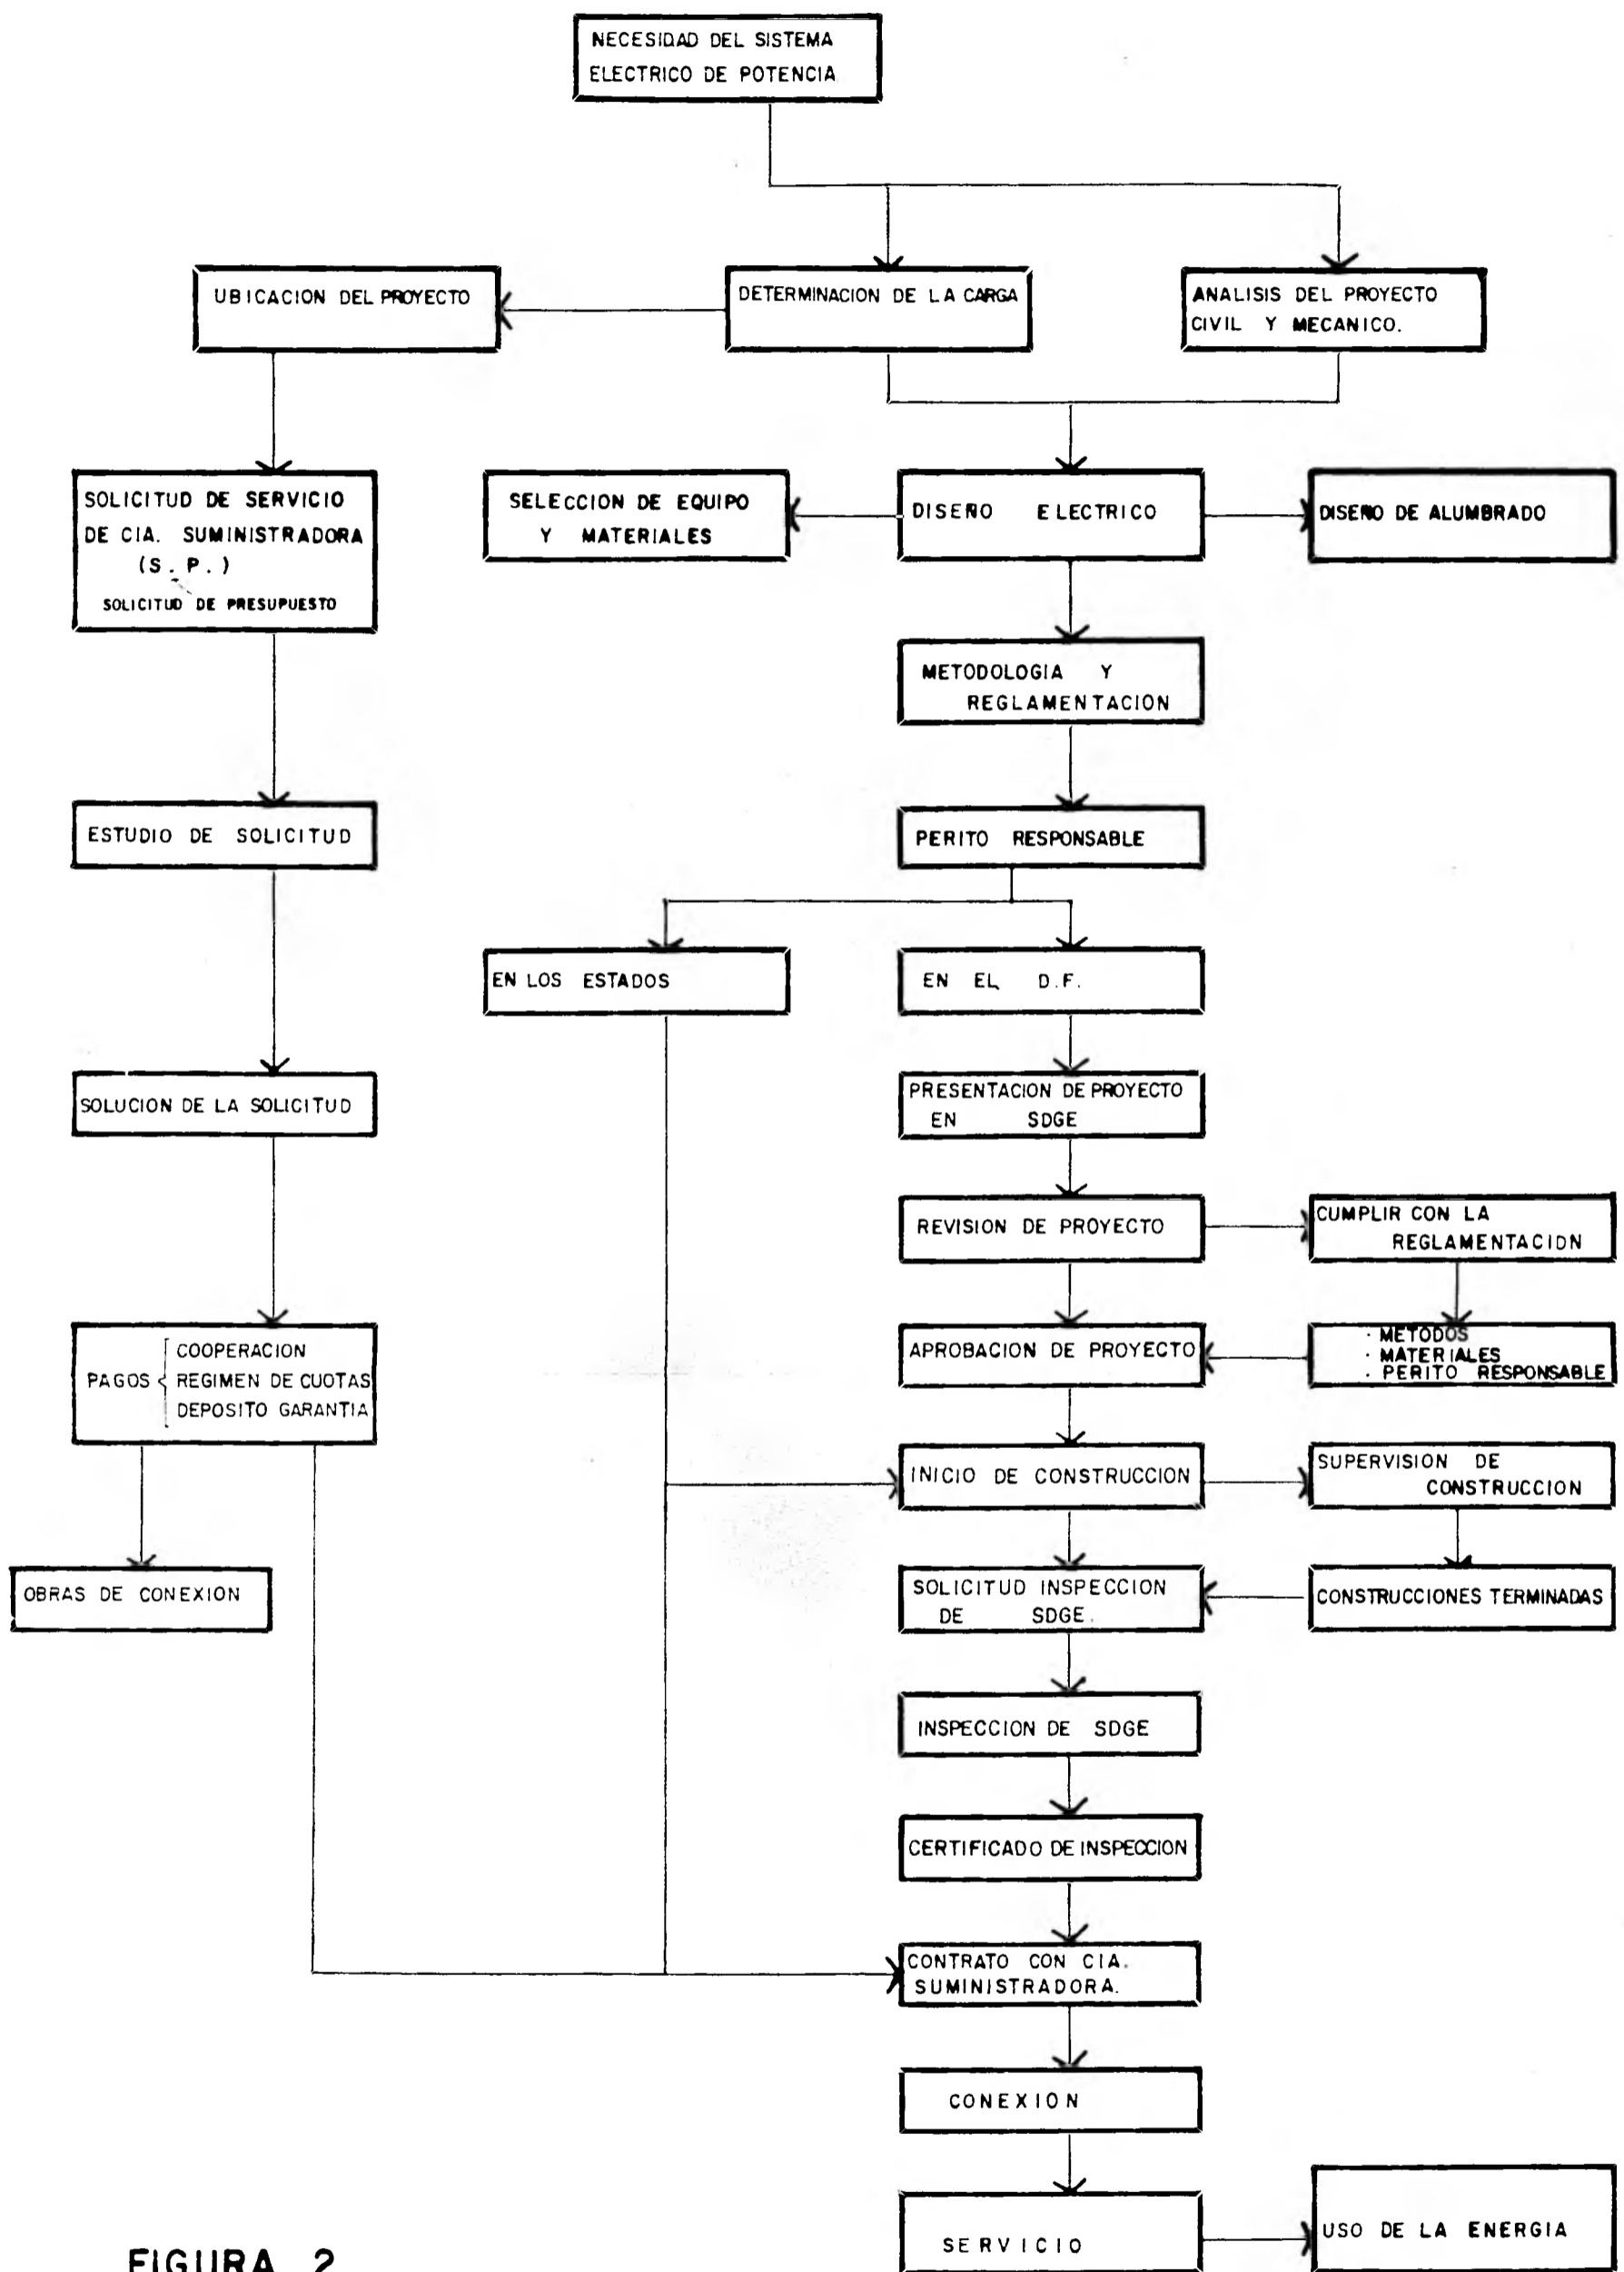 NECESIDAD DEL SISTEMA
ELECTRICO DE POTENCIA
UBICACION DEL PROYECTO
DETERMINACION DE LA CARGA
ANALISIS DEL PROYECTO
CIVIL Y MECANICO.
SOLICITUD DE SERVICIO
DE CIA. SUMINISTRADORA
(S.P.)
SOLICITUD DE PRESUPUESTO
SELECCION DE EQUIPO
Y MATERIALES
DISEÑO ELECTRICO
DISEÑO DE ALUMBRADO
METODOLOGIA Y
REGLAMENTACION
ESTUDIO DE SOLICITUD
PERITO RESPONSABLE
EN LOS ESTADOS
EN EL D.F.
SOLUCION DE LA SOLICITUD
PRESENTACION DE PROYECTO
EN SDGE
REVISION DE PROYECTO
CUMPLIR CON LA
REGLAMENTACION
PAGOS
COOPERACION
REGIMEN DE CUOTAS
DEPOSITO GARANTIA
APROBACION DE PROYECTO
· METODOS
· MATERIALES
· PERITO RESPONSABLE
INICIO DE CONSTRUCCION
SUPERVISION DE
CONSTRUCCION
OBRAS DE CONEXION
SOLICITUD INSPECCION
DE SDGE.
CONSTRUCCIONES TERMINADAS
INSPECCION DE SDGE
CERTIFICADO DE INSPECCION
CONTRATO CON CIA.
SUMINISTRADORA.
CONEXION
SERVICIO
USO DE LA ENERGIA
FIGURA 2